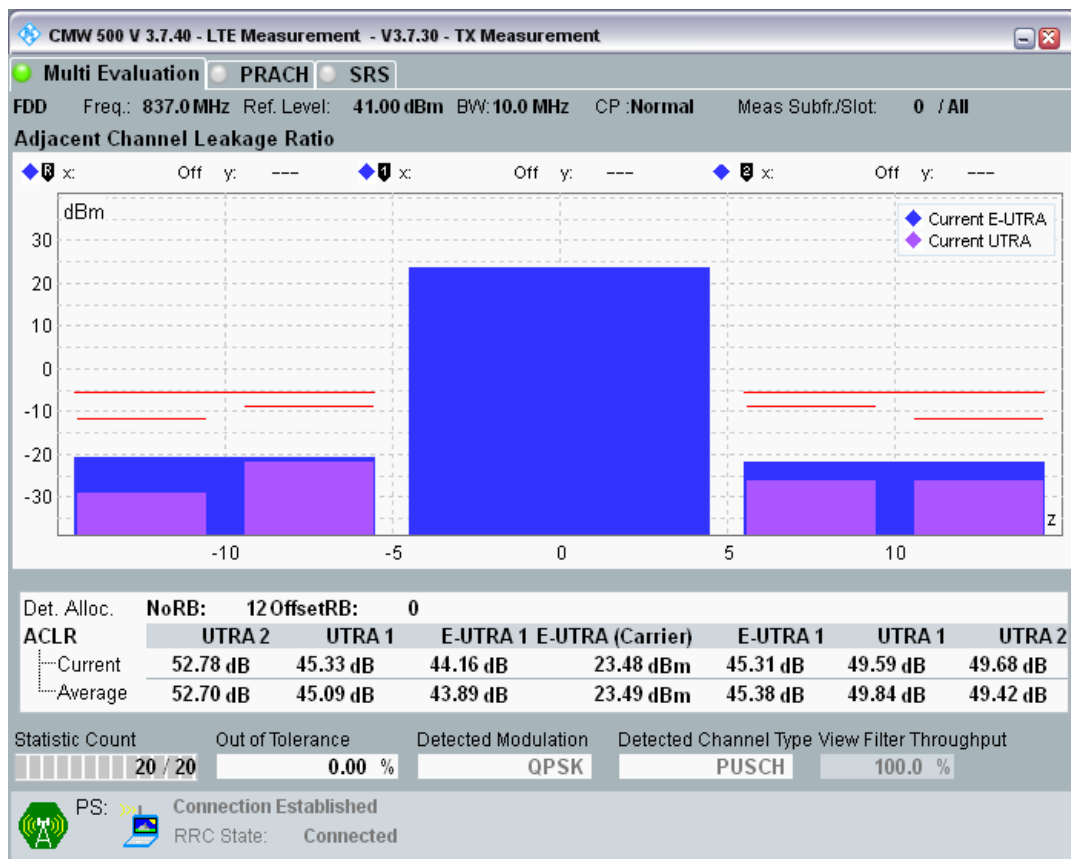 CMW 500 V 3.7.40 - LTE Measurement - V3.7.30 - TX Measurement
Multi Evaluation PRACH SRS
FDD Freq.: 837.0 MHz Ref. Level: 41.00 dBm BW: 10.0 MHz CP :Normal Meas Subfr./Slot: 0 / All
Adjacent Channel Leakage Ratio
R x: Off y: --- 1 x: Off y: --- 2 x: Off y: ---
dBm
Current E-UTRA
Current UTRA
30
20
10
0
-10
-20
-30
z
-10 -5 0 5 10
Det. Alloc. NoRB: 12 OffsetRB: 0
ACLR UTRA 2 UTRA 1 E-UTRA 1 E-UTRA (Carrier) E-UTRA 1 UTRA 1 UTRA 2
Current 52.78 dB 45.33 dB 44.16 dB 23.48 dBm 45.31 dB 49.59 dB 49.68 dB
Average 52.70 dB 45.09 dB 43.89 dB 23.49 dBm 45.38 dB 49.84 dB 49.42 dB
Statistic Count Out of Tolerance Detected Modulation Detected Channel Type View Filter Throughput
20 / 20 0.00 % QPSK PUSCH 100.0 %
PS: Connection Established
RRC State: Connected